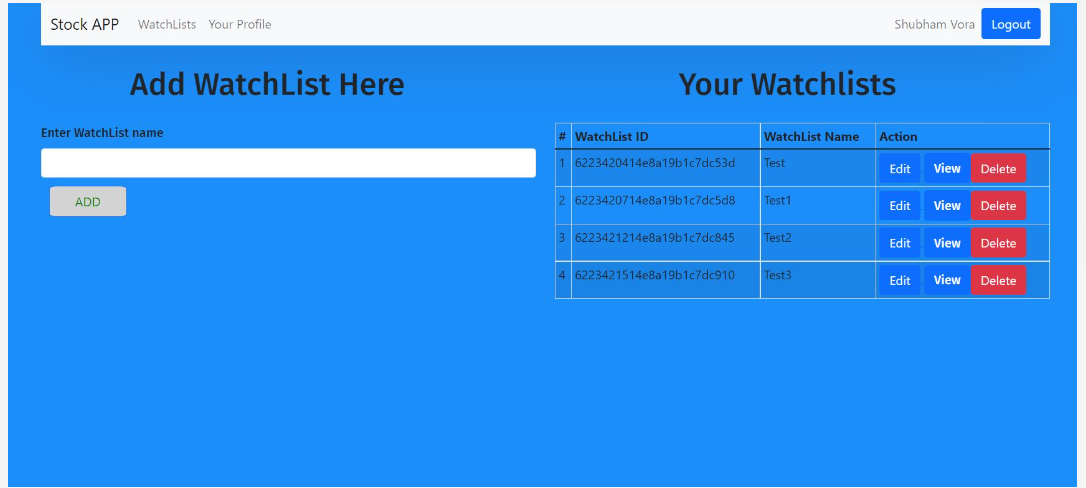 Stock APP WatchLists Your Profile Shubham Vora Logout
Add WatchList Here
Enter WatchList name
ADD
Your Watchlists
# WatchList ID WatchList Name Action
1 6223420414e8a19b1c7dc53d Test Edit View Delete
2 6223420714e8a19b1c7dc5d8 Test1 Edit View Delete
3 6223421214e8a19b1c7dc845 Test2 Edit View Delete
4 6223421514e8a19b1c7dc910 Test3 Edit View Delete